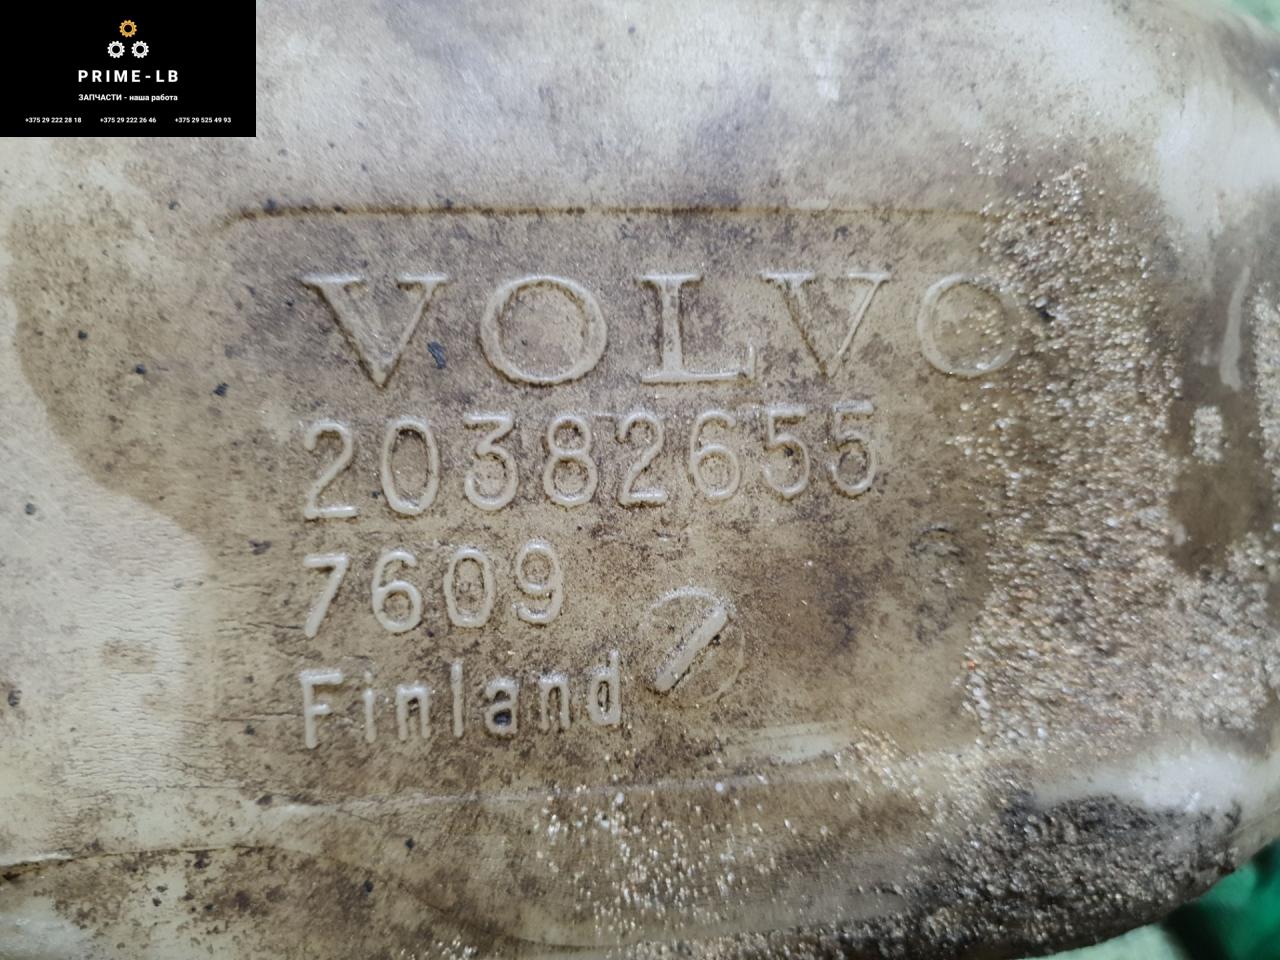 PRIME-LB
ЗАПЧАСТИ - наша работа
+375 29 222 28 18 +375 29 222 26 46 +375 29 525 49 93
VOLVO
20382655
7609
Finland